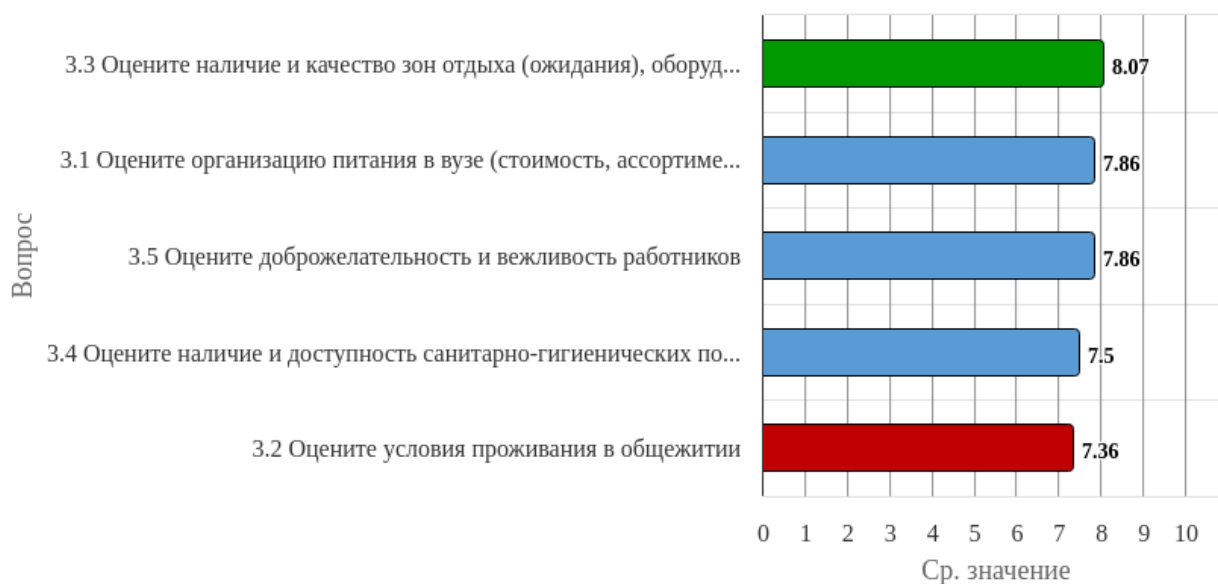 3.3 Оцените наличие и качество зон отдыха (ожидания), оборуд...
8.07
3.1 Оцените организацию питания в вузе (стоимость, ассортиме...
7.86
3.5 Оцените доброжелательность и вежливость работников
7.86
3.4 Оцените наличие и доступность санитарно-гигиенических по...
7.5
3.2 Оцените условия проживания в общежитии
7.36
Вопрос
0 1 2 3 4 5 6 7 8 9 10
Ср. значение